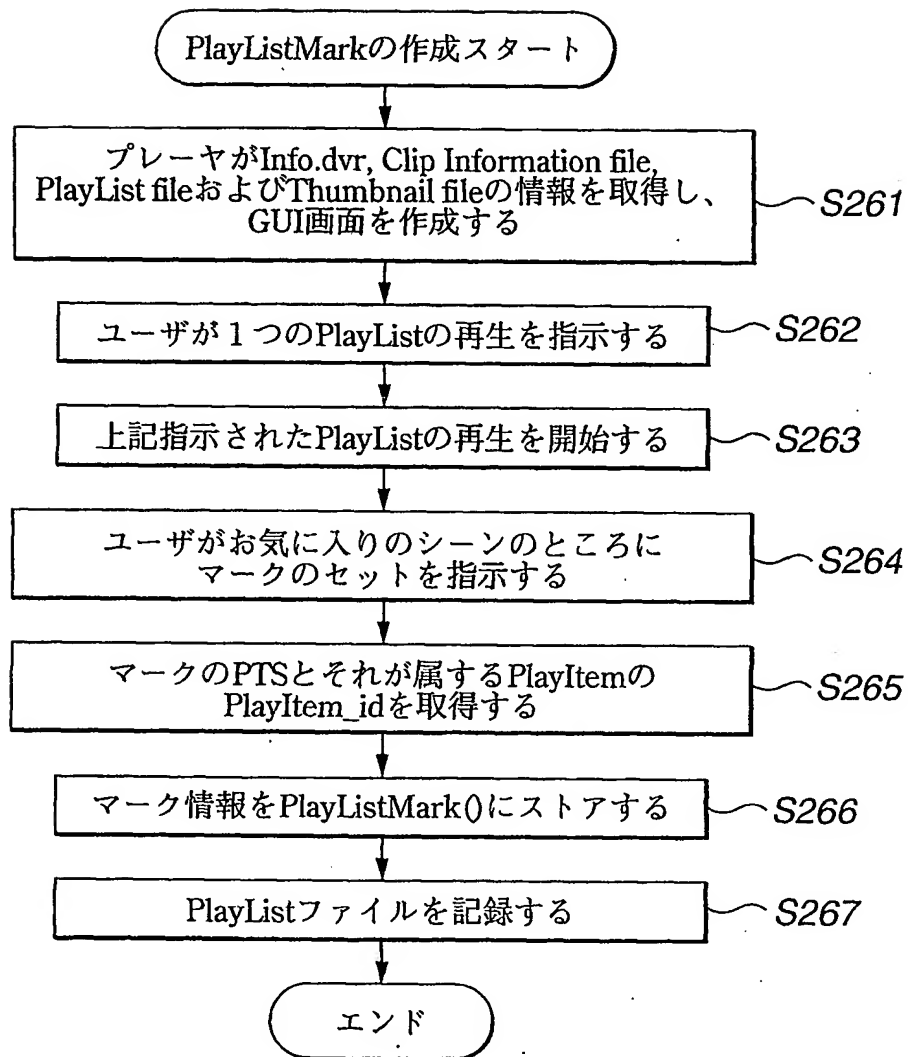 PlayListMarkの作成スタート
プレーヤがInfo.dvr, Clip Information file,
PlayList fileおよびThumbnail fileの情報を取得し、
GUI画面を作成する
S261
ユーザが１つのPlayListの再生を指示する
S262
上記指示されたPlayListの再生を開始する
S263
ユーザがお気に入りのシーンのところに
マークのセットを指示する
S264
マークのPTSとそれが属するPlayItemの
PlayItem_idを取得する
S265
マーク情報をPlayListMark()にストアする
S266
PlayListファイルを記録する
S267
エンド